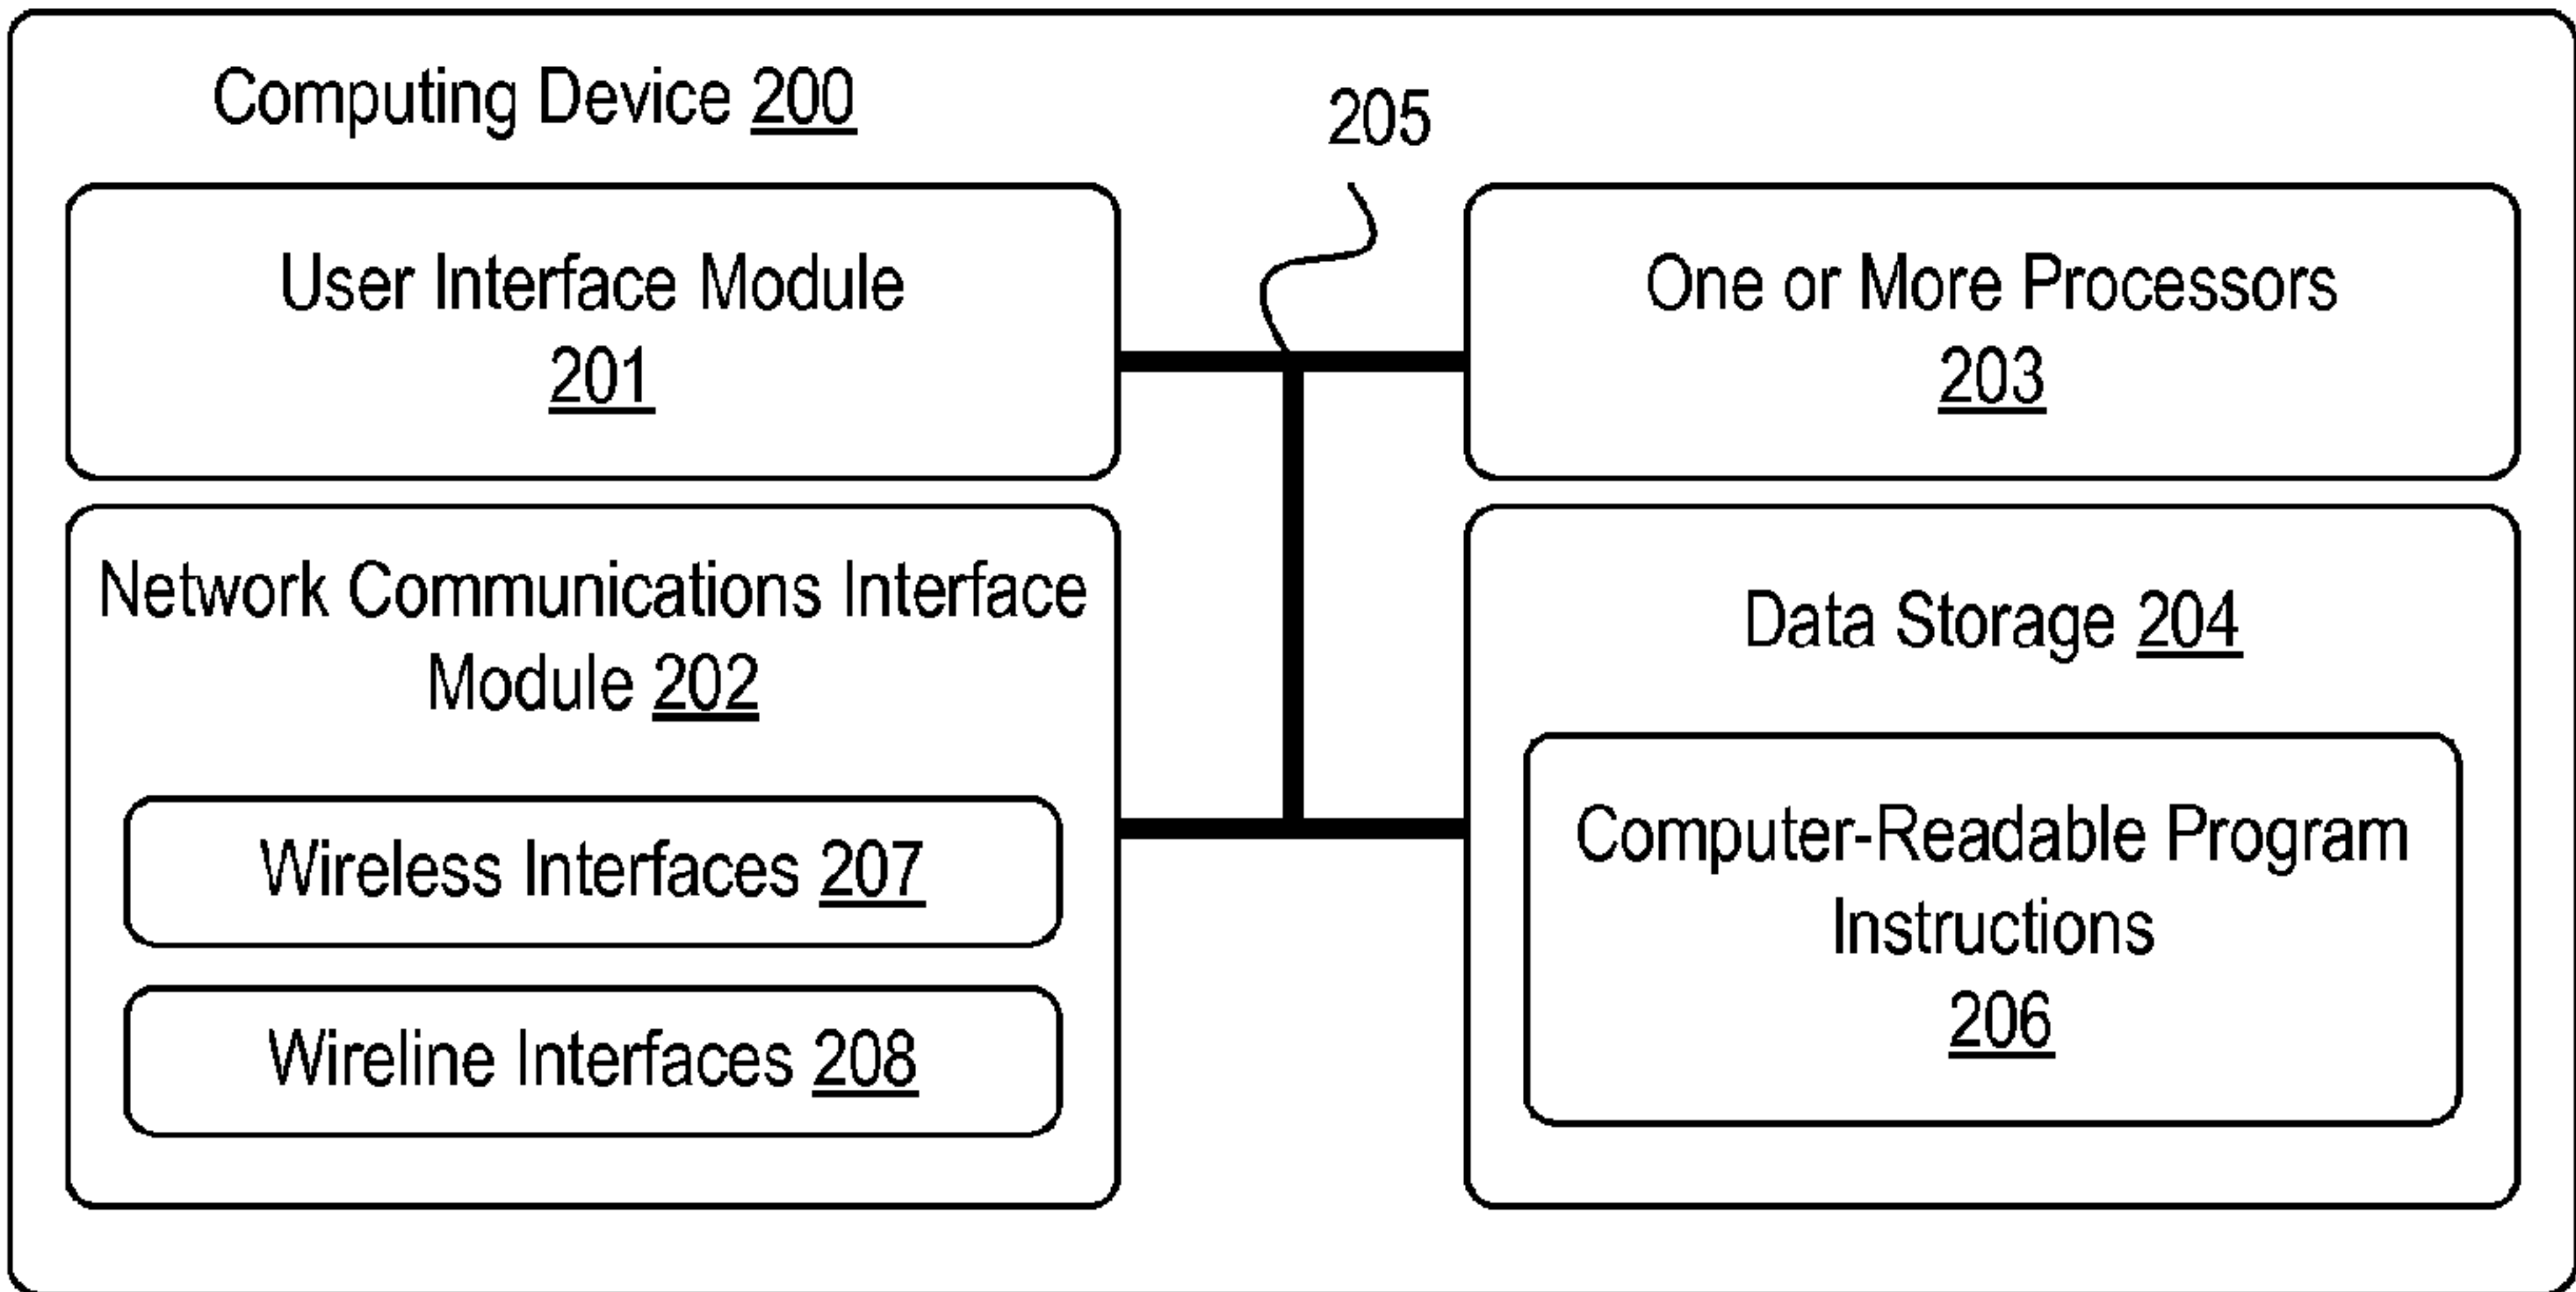 Computing Device 200
205
User Interface Module
201
One or More Processors
203
Network Communications Interface
Module 202
Wireless Interfaces 207
Wireline Interfaces 208
Data Storage 204
Computer-Readable Program
Instructions
206